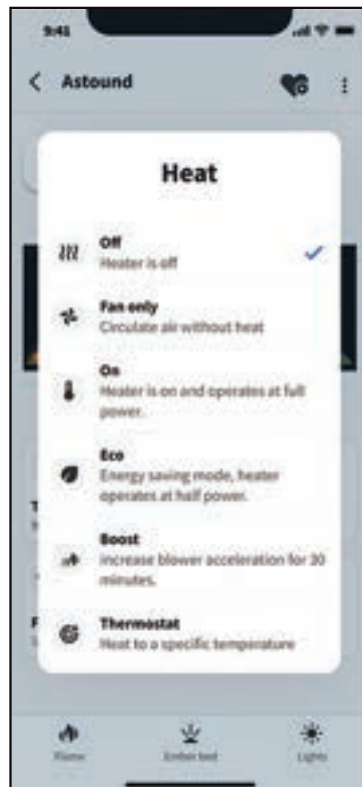 9:41
Astound
Heat
Off
Heater is off
Fan only
Circulate air without heat
On
Heater is on and operates at full
power.
Eco
Energy saving mode, heater
operates at half power.
Boost
Increase blower acceleration for 20
minutes.
Thermostat
Heat to a specific temperature
T
F
Flame
Ember bed
Lights